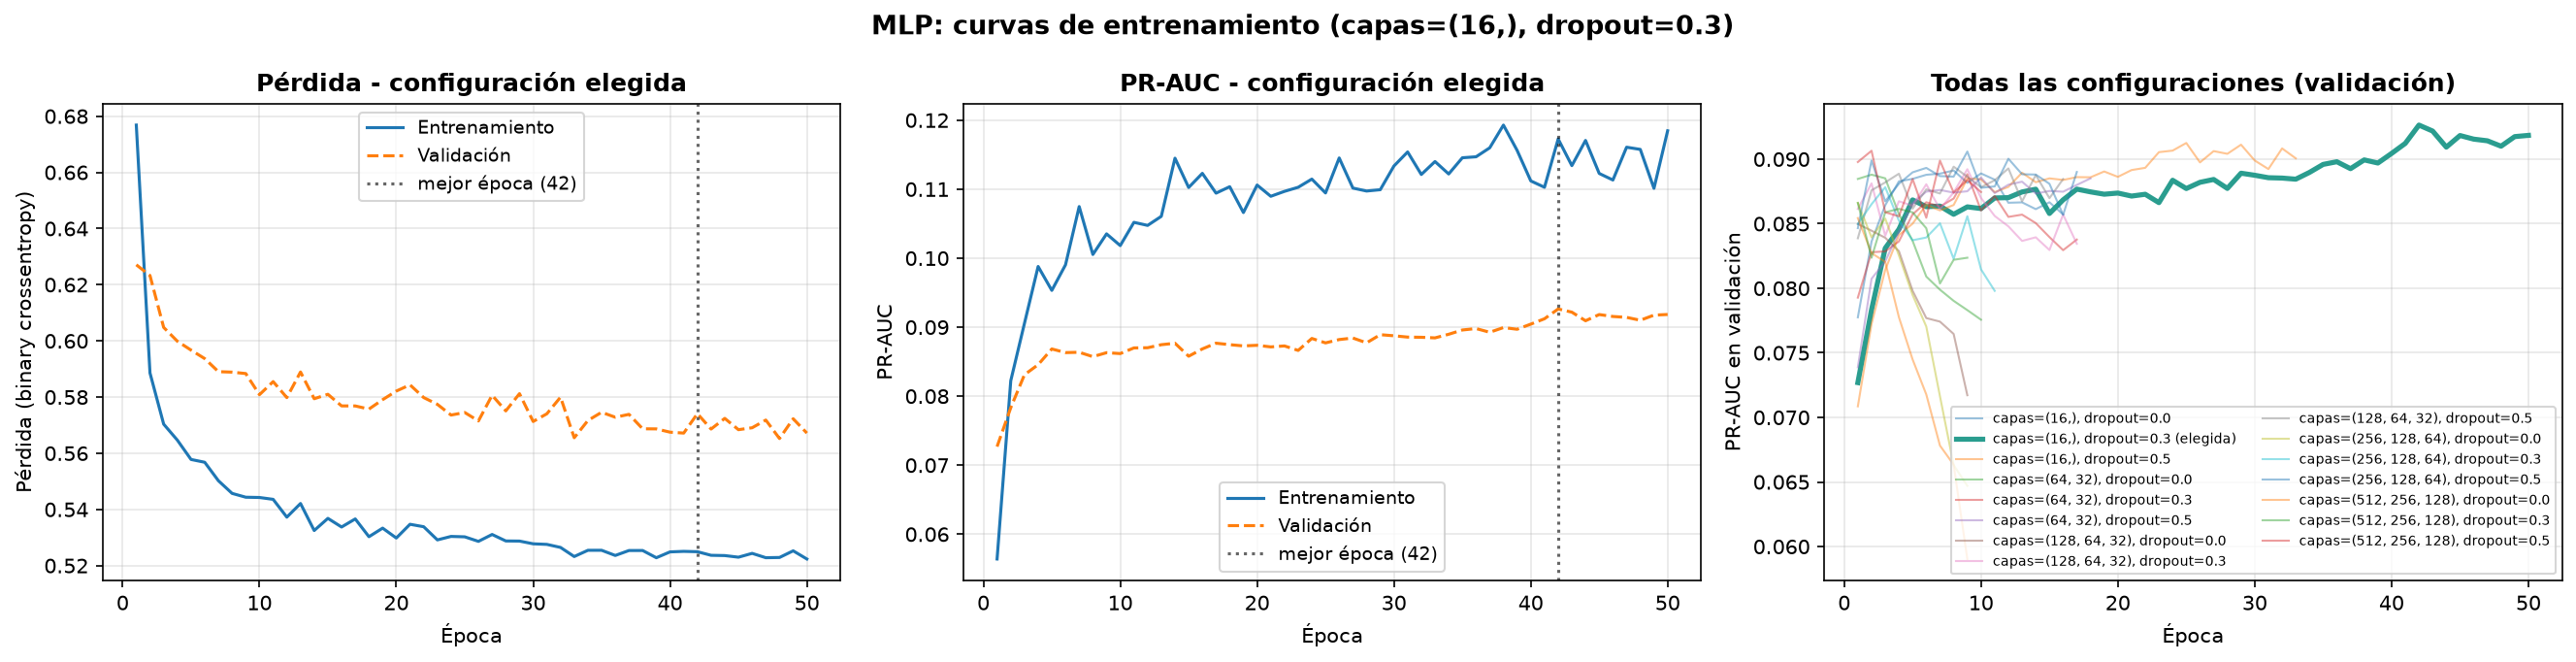 MLP: curvas de entrenamiento (capas=(16,), dropout=0.3)
Pérdida - configuración elegida
Pérdida (binary crossentropy)
0.68
0.66
0.64
0.62
0.60
0.58
0.56
0.54
0.52
Entrenamiento
Validación
mejor época (42)
0 10 20 30 40 50
Época
PR-AUC - configuración elegida
PR-AUC
0.12
0.11
0.10
0.09
0.08
0.07
0.06
Entrenamiento
Validación
mejor época (42)
0 10 20 30 40 50
Época
Todas las configuraciones (validación)
PR-AUC en validación
0.090
0.085
0.080
0.075
0.070
0.065
0.060
capas=(16,), dropout=0.0
capas=(16,), dropout=0.3 (elegida)
capas=(16,), dropout=0.5
capas=(64, 32), dropout=0.0
capas=(64, 32), dropout=0.3
capas=(64, 32), dropout=0.5
capas=(128, 64, 32), dropout=0.0
capas=(128, 64, 32), dropout=0.3
capas=(128, 64, 32), dropout=0.5
capas=(256, 128, 64), dropout=0.0
capas=(256, 128, 64), dropout=0.3
capas=(256, 128, 64), dropout=0.5
capas=(512, 256, 128), dropout=0.0
capas=(512, 256, 128), dropout=0.3
capas=(512, 256, 128), dropout=0.5
0 10 20 30 40 50
Época